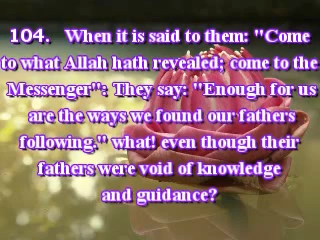 104. When it is said to them: "Come
to what Allah hath revealed; come to the
Messenger": They say: "Enough for us
are the ways we found our fathers
following." what! even though their
fathers were void of knowledge
and guidance?